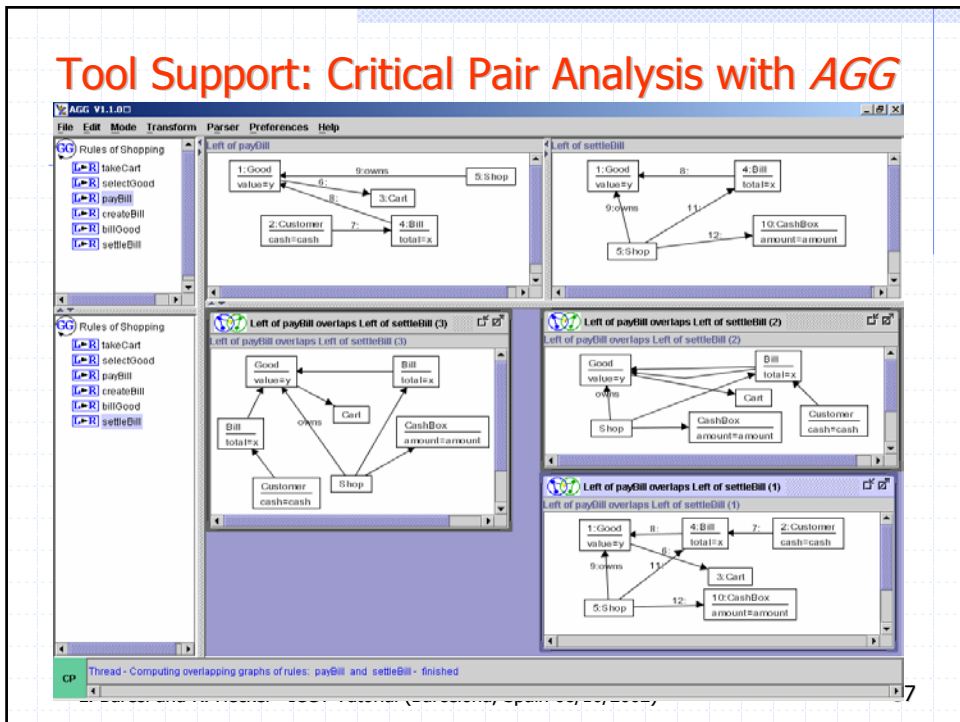 Tool Support: Critical Pair Analysis with AGG
AGG V1.1.0
File Edit Mode Transform Parser Preferences Help
Rules of Shopping
L R takeCart
L R selectGood
L R payBill
L R createBill
L R billGood
L R settleBill
Left of payBill
1:Good
value=y
9:owns
5:Shop
6:
3:Cart
8:
2:Customer
cash=cash
7:
4:Bill
total=x
Left of settleBill
1:Good
value=y
8:
4:Bill
total=x
9:owns
11:
10:CashBox
amount=amount
12:
5:Shop
Rules of Shopping
L R takeCart
L R selectGood
L R payBill
L R createBill
L R billGood
L R settleBill
Left of payBill overlaps Left of settleBill (3)
Left of payBill overlaps Left of settleBill (3)
Good
value=y
Bill
total=x
Cart
owns
Bill
total=x
CashBox
amount=amount
Customer
cash=cash
Shop
Left of payBill overlaps Left of settleBill (2)
Left of payBill overlaps Left of settleBill (2)
Good
value=y
Bill
total=x
owns
Cart
Shop
CashBox
amount=amount
Customer
cash=cash
Left of payBill overlaps Left of settleBill (1)
Left of payBill overlaps Left of settleBill (1)
1:Good
value=y
8:
4:Bill
total=x
7:
2:Customer
cash=cash
6:
9:owns
11:
3:Cart
5:Shop
12:
10:CashBox
amount=amount
CP
Thread - Computing overlapping graphs of rules: payBill and settleBill - finished
7